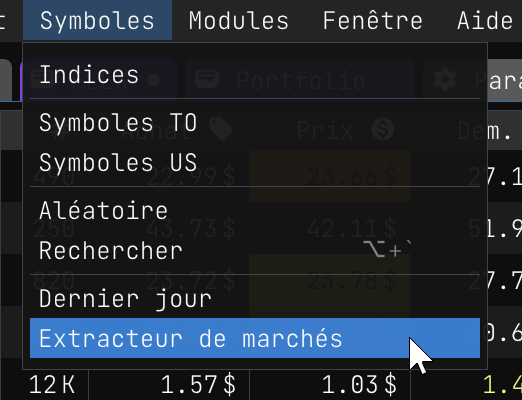 Symboles Modules Fenêtre Aide
Indices
Portfolio
Symboles TO
Achat Prix Dem.
Symboles US
490 22.99$ 23.66$ 27.1
Aléatoire
250 43.73$ 42.11$ 51.9
Rechercher ⌥+`
820 23.72$ 23.78$ 27.7
Dernier jour
Extracteur de marchés 0.6
12K 1.57$ 1.03$ 1.4